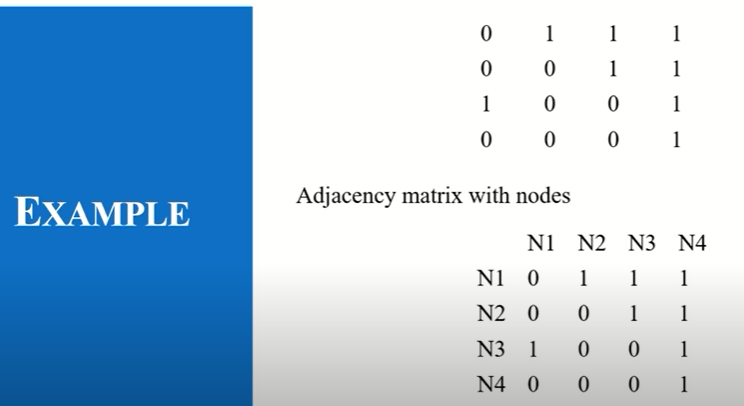 0 1 1 1
0 0 1 1
1 0 0 1
0 0 0 1
EXAMPLE
Adjacency matrix with nodes
N1 N2 N3 N4
N1 0 1 1 1
N2 0 0 1 1
N3 1 0 0 1
N4 0 0 0 1